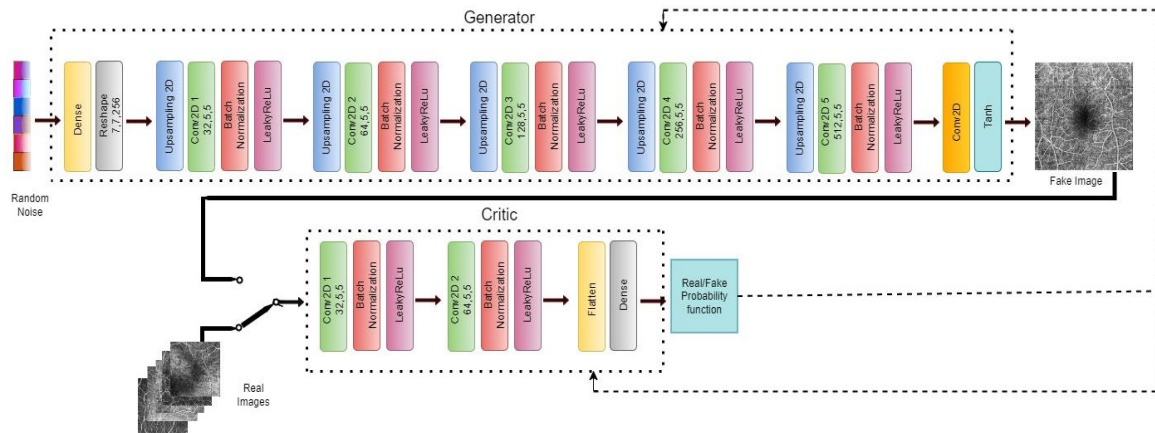 Generator
Random
Noise
Dense
Reshape
7,7,256
Upsampling 2D
Conv2D 1
32,5,5
Batch
Normalization
LeakyReLu
Upsampling 2D
Conv2D 2
64,5,5
Batch
Normalization
LeakyReLU
Upsampling 2D
Conv2D 3
128,5,5
Batch
Normalization
LeakyReLU
Upsampling 2D
Conv2D 4
256,5,5
Batch
Normalization
LeakyReLU
Upsampling 2D
Conv2D 5
512,5,5
Batch
Normalization
LeakyReLU
Conv2D
Tanh
Fake Image
Critic
Conv2D 1
32,5,5
Batch
Normalization
LeakyReLu
Conv2D 2
64,5,5
Batch
Normalization
LeakyReLU
Flatten
Dense
Real/Fake
Probability
function
Real
Images